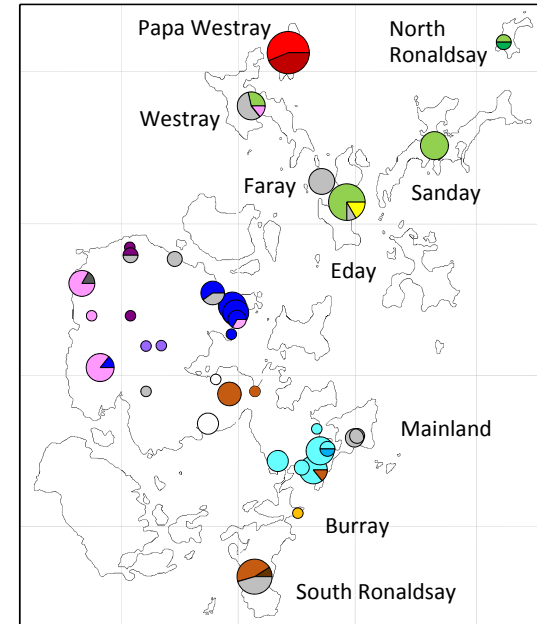 Papa Westray
North
Ronaldsay
Westray
Faray
Sanday
Eday
Mainland
Burray
South Ronaldsay